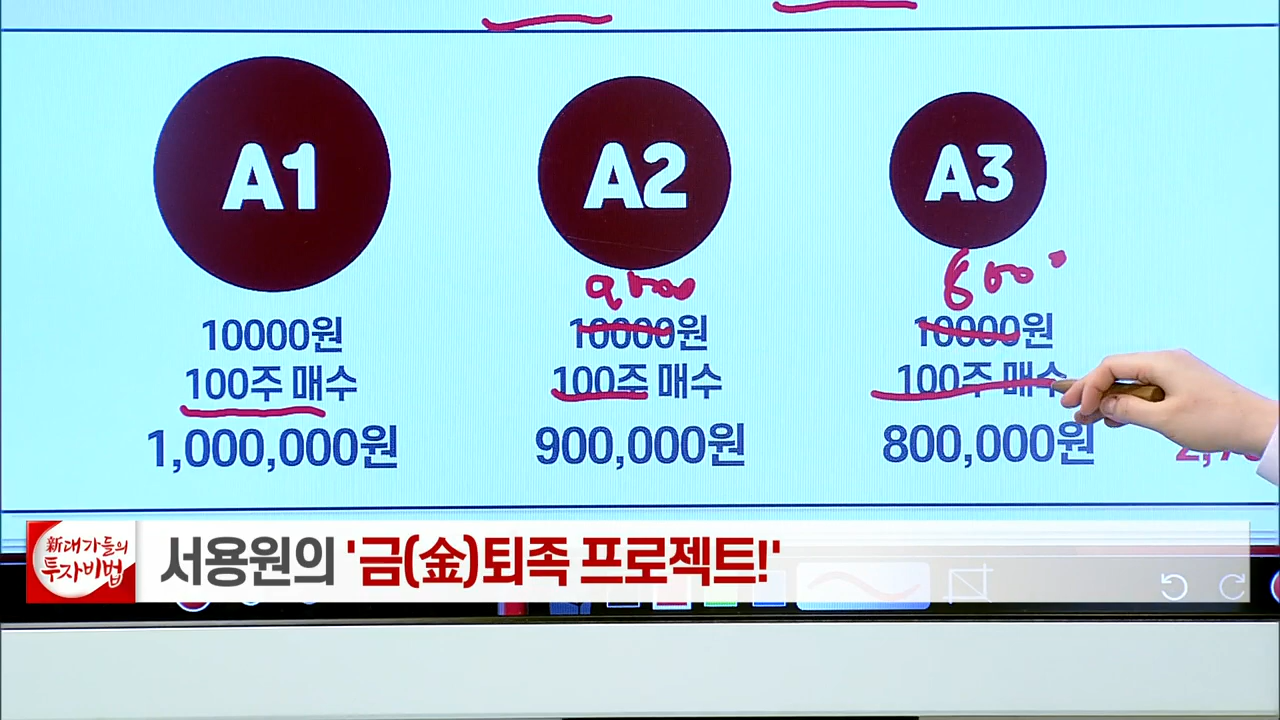 A1
A2
A3
9000
8000
10000원
10000원
10000원
100주 매수
100주 매수
100주 매수
1,000,000원
900,000원
800,000원
新 대가들의
투자비법
서용원의 '금(金)퇴족 프로젝트!'